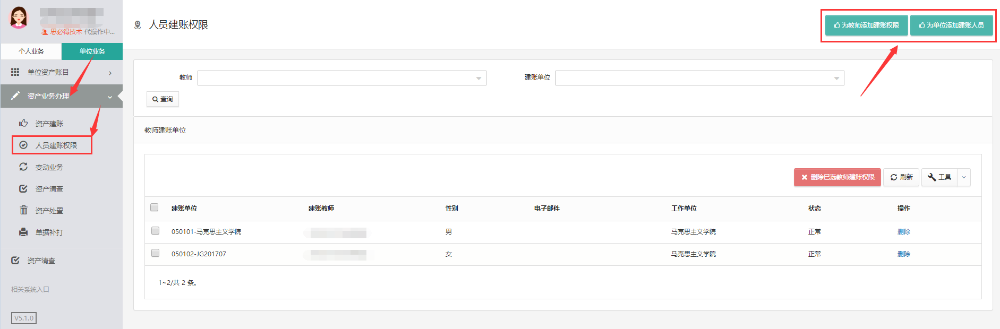 思必得技术 代操作中...
个人业务 单位业务
单位资产账目
资产业务办理
资产建账
人员建账权限
变动业务
资产清查
资产处置
单据补打
资产清查
相关系统入口
V5.1.0
人员建账权限
为教师添加建账权限 为单位添加建账人员
教师 建账单位
查询
教师建账单位
删除已选教师建账权限 刷新 工具
建账单位 建账教师 性别 电子邮件 工作单位 状态 操作
050101-马克思主义学院 男 马克思主义学院 正常 删除
050102-JG201707 女 马克思主义学院 正常 删除
1~2/共 2 条。